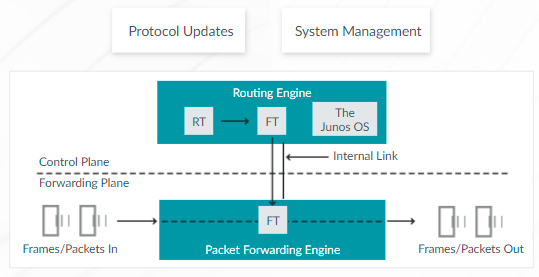 Protocol Updates
System Management
Routing Engine
RT
FT
The
Junos OS
Internal Link
Control Plane
Forwarding Plane
FT
Frames/Packets In
Packet Forwarding Engine
Frames/Packets Out